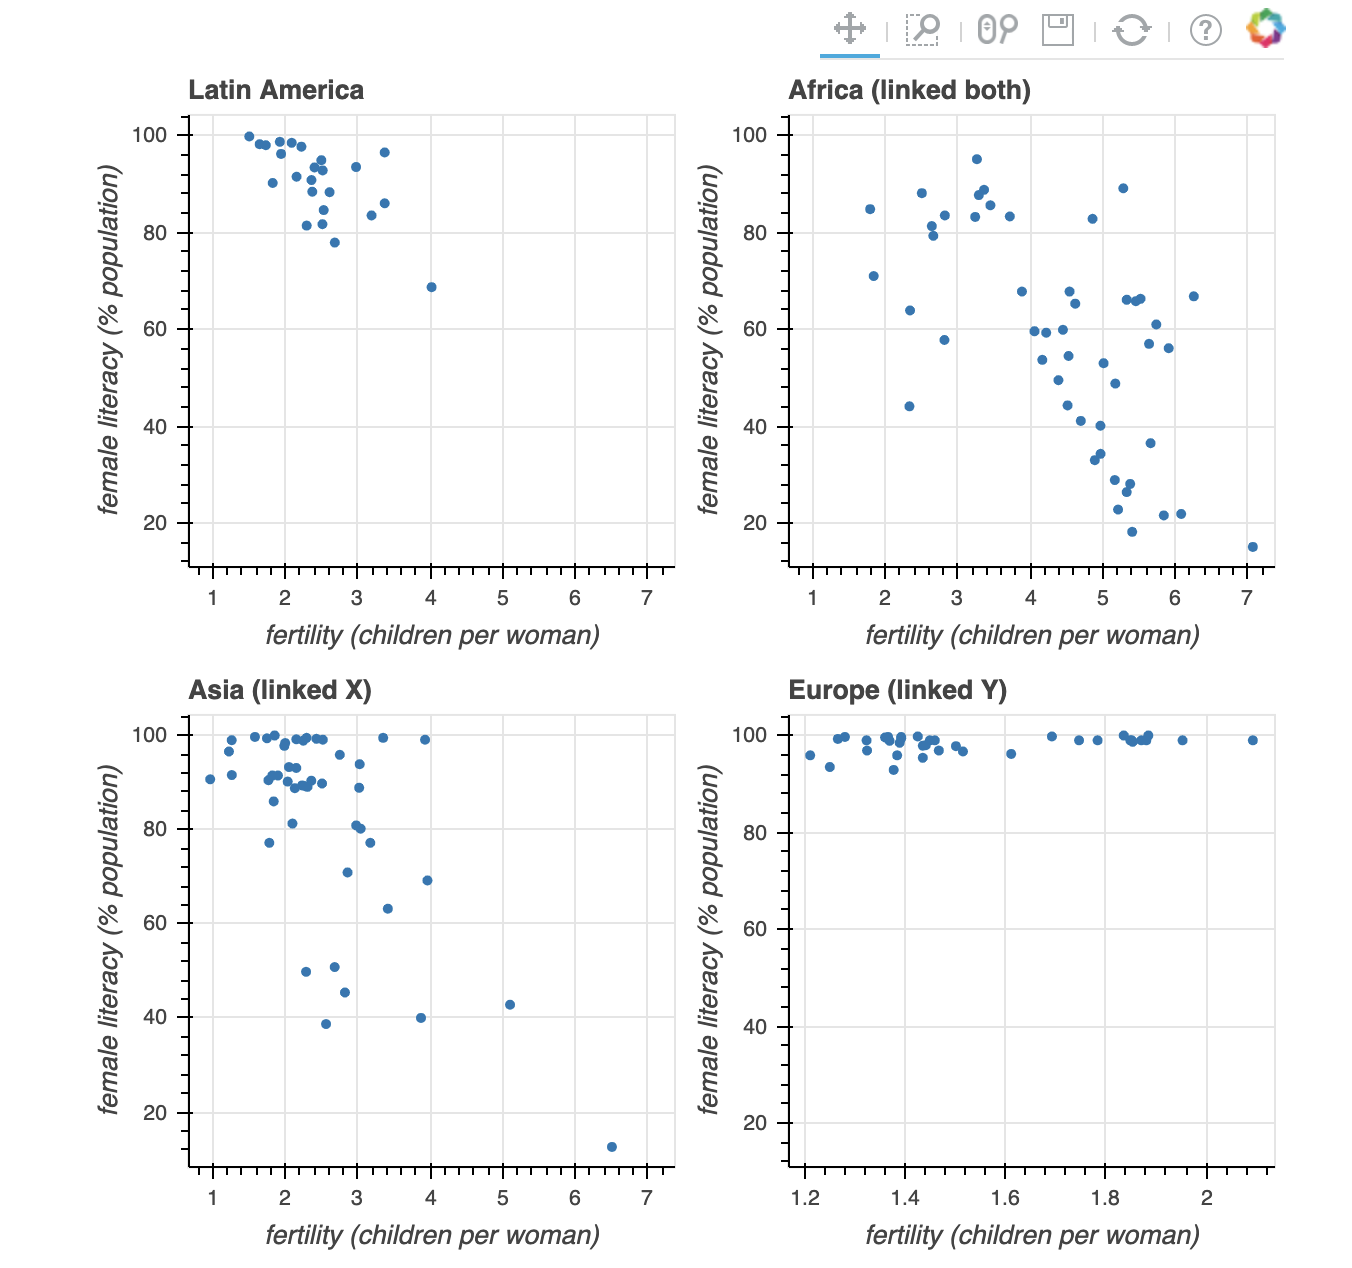 ?
Latin America
100
80
60
40
20
female literacy (% population)
1 2 3 4 5 6 7
fertility (children per woman)
Africa (linked both)
100
80
60
40
20
female literacy (% population)
1 2 3 4 5 6 7
fertility (children per woman)
Asia (linked X)
100
80
60
40
20
female literacy (% population)
1 2 3 4 5 6 7
fertility (children per woman)
Europe (linked Y)
100
80
60
40
20
female literacy (% population)
1.2 1.4 1.6 1.8 2
fertility (children per woman)